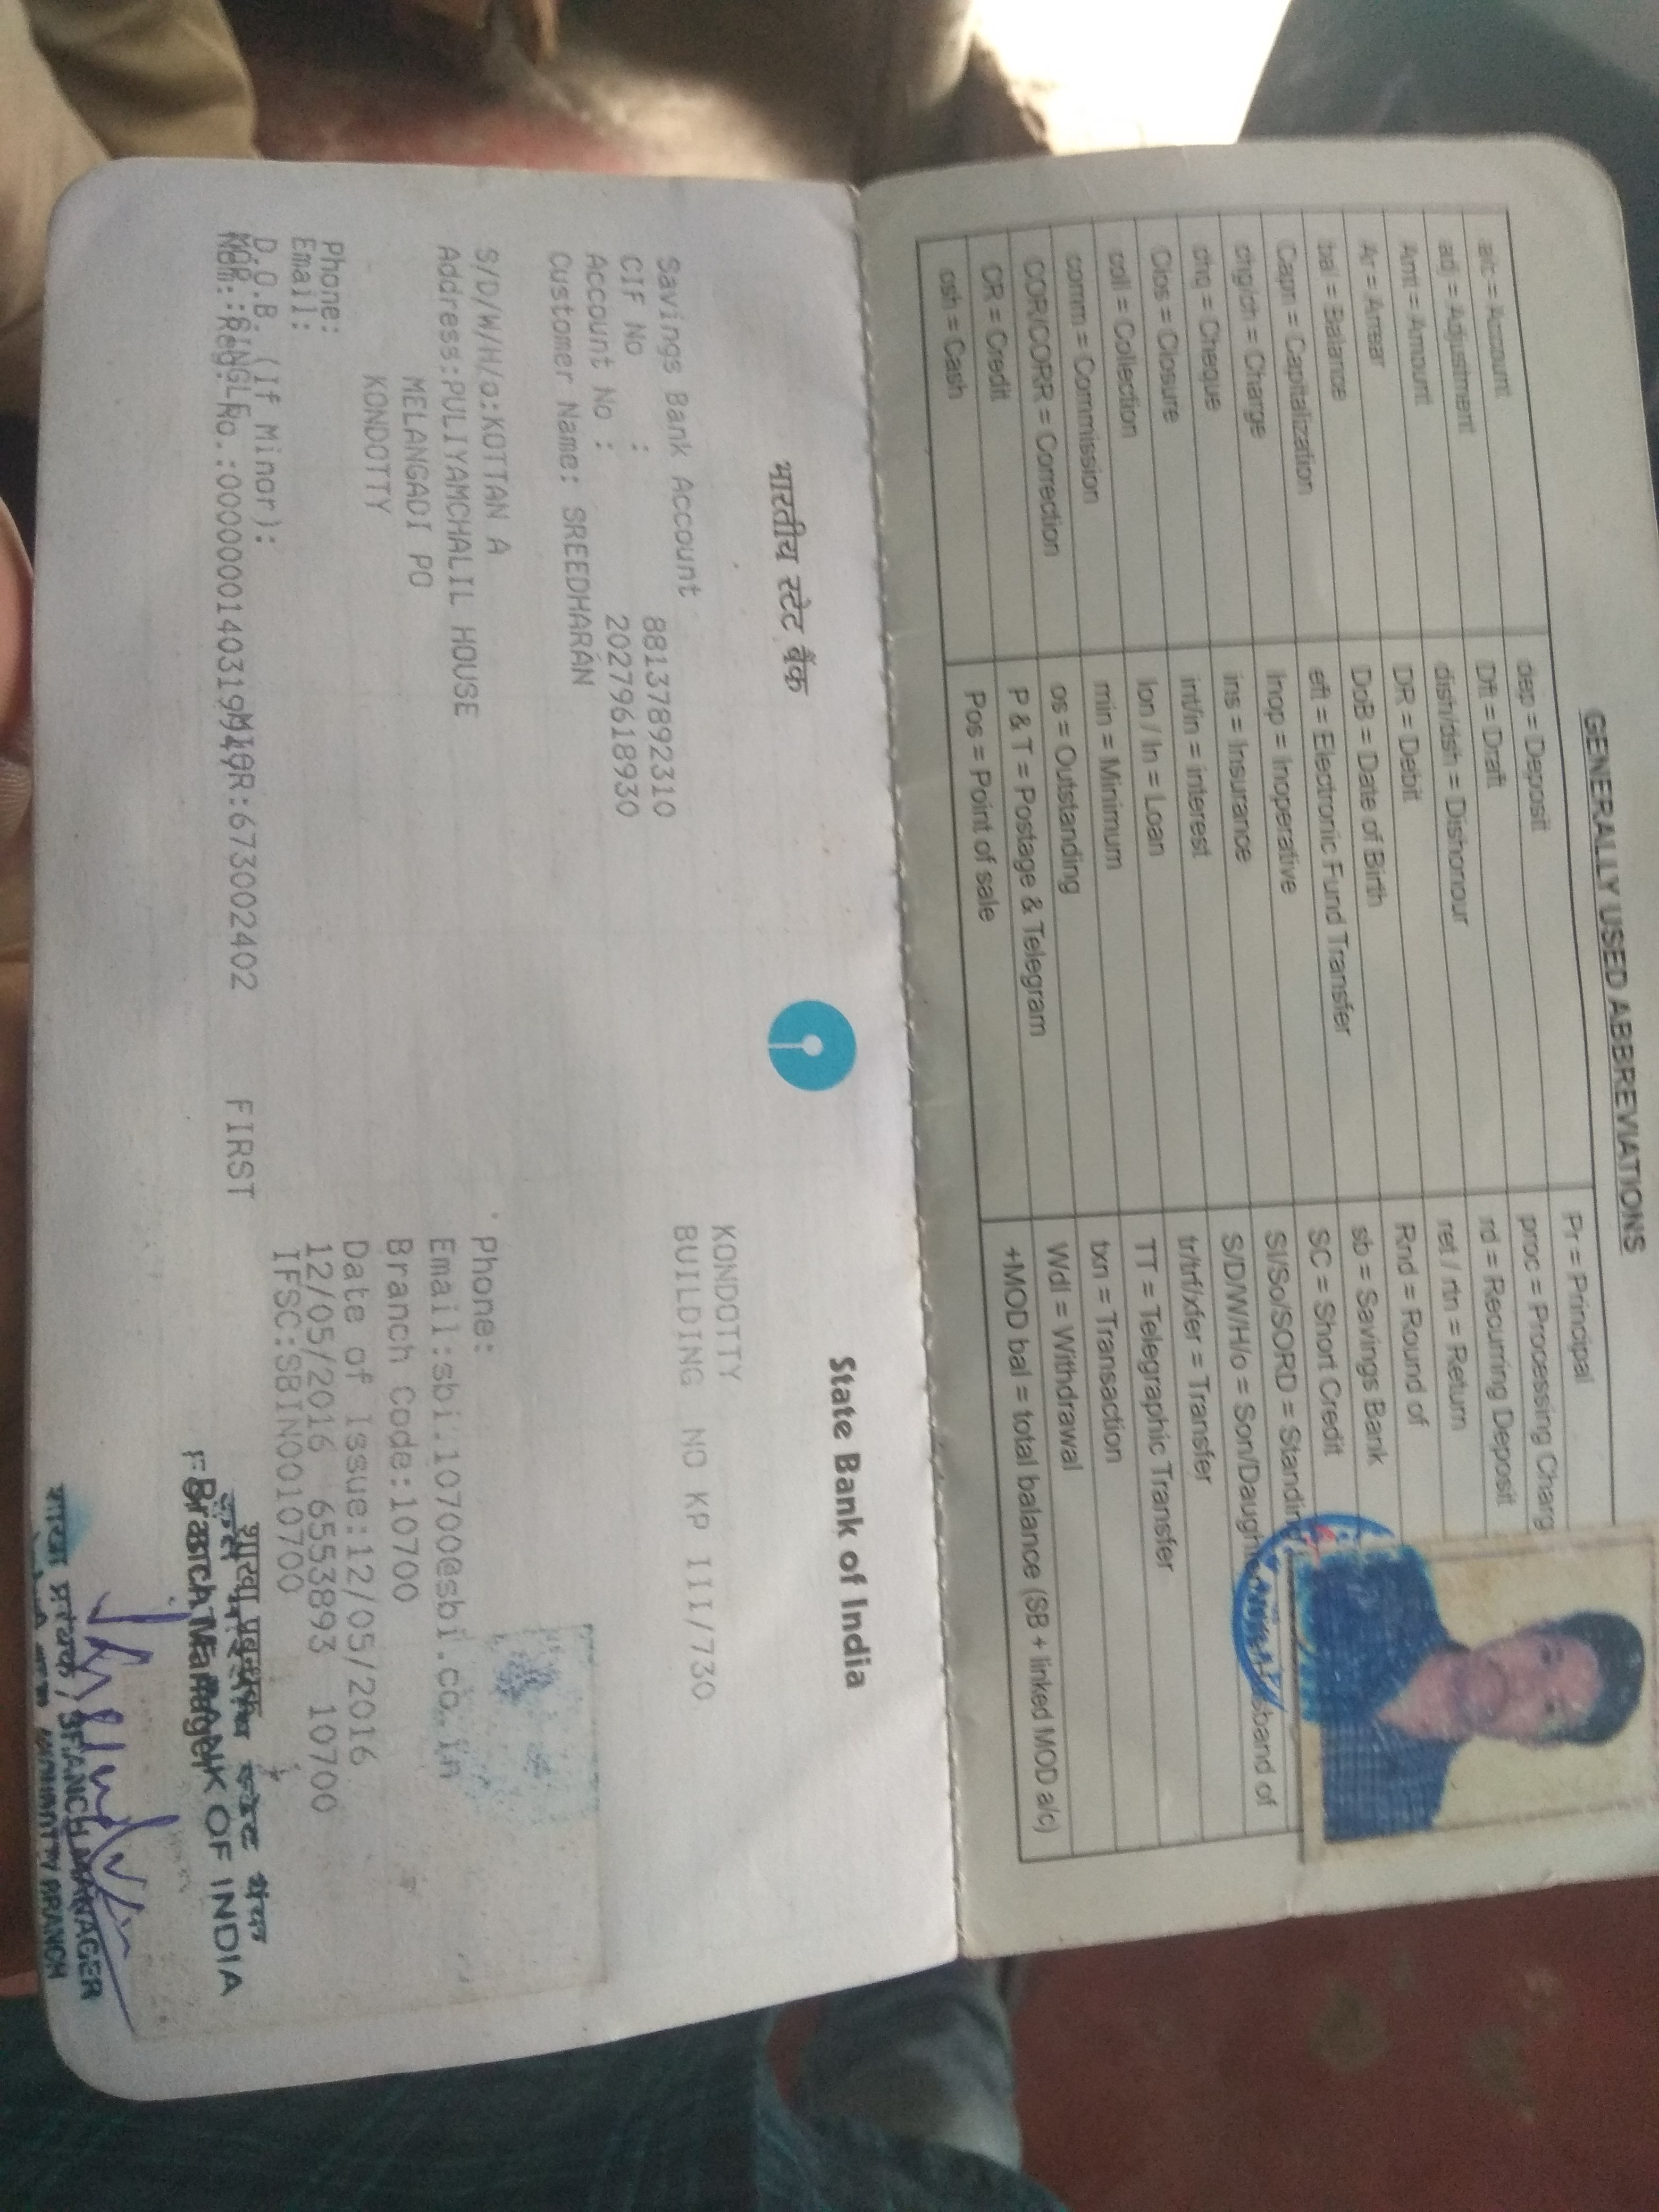 GENERALLY USED ABBREVIATIONS
a/c = Account
adj = Adjustment
Amt = Amount
Ar = Arrear
bal = Balance
Capn = Capitalization
chg/ch = Charge
chq = Cheque
Clos = Closure
coll = Collection
comm = Commission
COR/CORR = Correction
CR = Credit
csh = Cash
dep = Deposit
Dft = Draft
dish/dsh = Dishonour
DR = Debit
DoB = Date of Birth
eft = Electronic Fund Transfer
Inop = Inoperative
ins = Insurance
int/in = interest
lon / ln = Loan
min = Minimum
os = Outstanding
P & T = Postage & Telegram
Pos = Point of sale
Pr = Principal
proc = Processing Charg
rd = Recurring Deposit
ret / rtn = Return
Rnd = Round of
sb = Savings Bank
SC = Short Credit
SI/So/SORD = Standin
S/D/W/H/o = Son/Daugh sband of
tr/trf/xfer = Transfer
TT = Telegraphic Transfer
txn = Transaction
Wdl = Withdrawal
+MOD bal = total balance (SB + linked MOD a/c)
भारतीय स्टेट बैंक
State Bank of India
Savings Bank Account
CIF No : 88137892310
Account No : 20279618930
Customer Name: SREEDHARAN
S/D/W/H/o:KOTTAN A
Address:PULIYAMCHALIL HOUSE
MELANGADI PO
KONDOTTY
Phone:
Email:
D.O.B. (If Minor):
MOP.:SINGLE
Nom. Reg. No.:
MICR:673002402
FIRST
KONDOTTY
BUILDING NO KP III/730
Phone:
Email:sbi.10700@sbi.co.in
Branch Code:10700
Date of Issue:12/05/2016
12/05/2016 6553893 10700
IFSC:SBIN0010700
शाखा प्रबन्धक
Branch Manager
BANK OF INDIA
शाखा प्रबंधक / BRANCH MANAGER
BRANCH